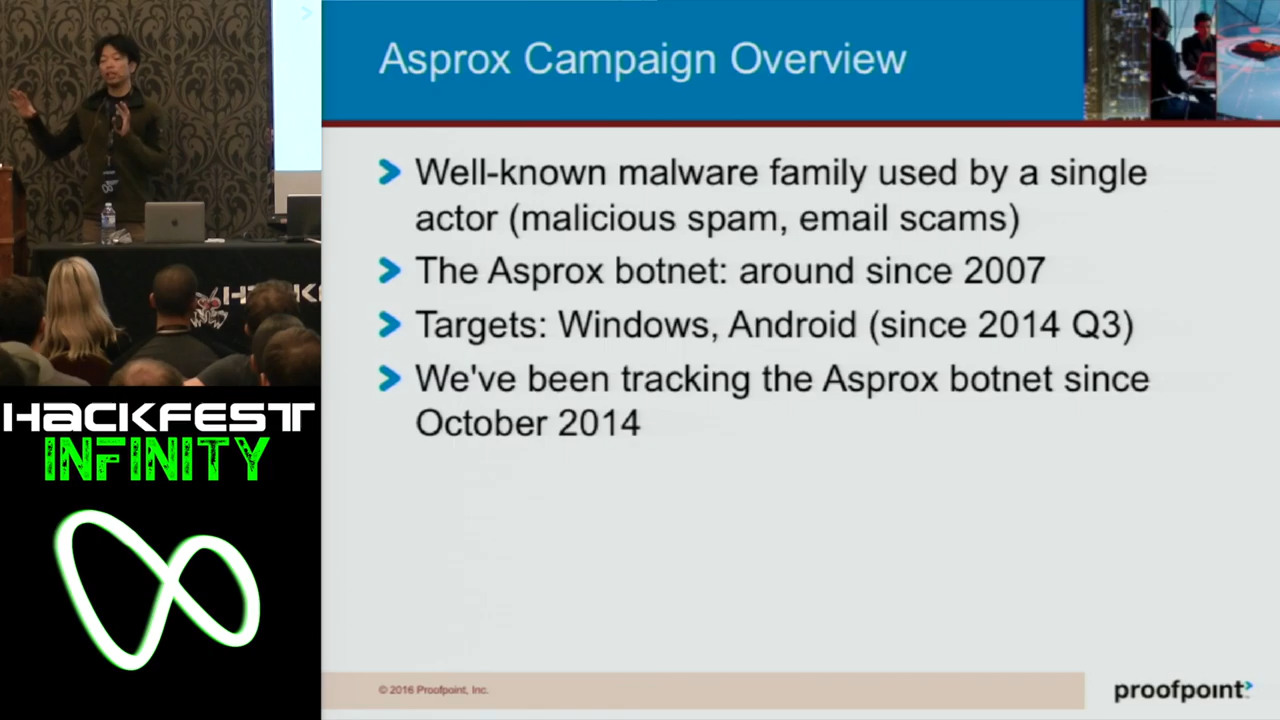 Asprox Campaign Overview
Well-known malware family used by a single
actor (malicious spam, email scams)
The Asprox botnet: around since 2007
Targets: Windows, Android (since 2014 Q3)
We've been tracking the Asprox botnet since
October 2014
HACKFEST
INFINITY
© 2016 Proofpoint, Inc.
proofpoint